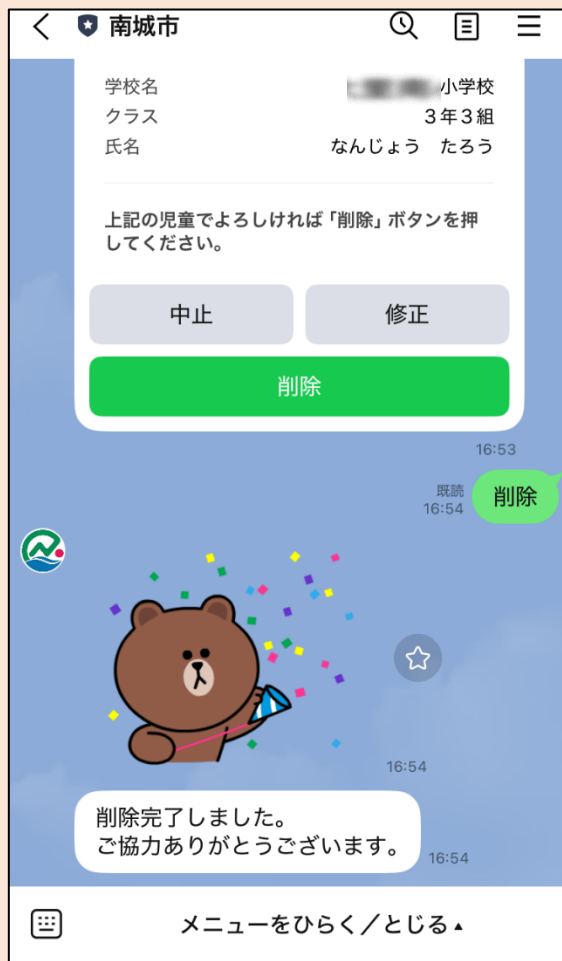 南城市
学校名 小学校
クラス 3年3組
氏名 なんじょう たろう
上記の児童でよろしければ「削除」ボタンを押
してください。
中止 修正
削除
16:53
既読
16:54 削除
16:54
削除完了しました。
ご協力ありがとうございます。
16:54
メニューをひらく/とじる▲